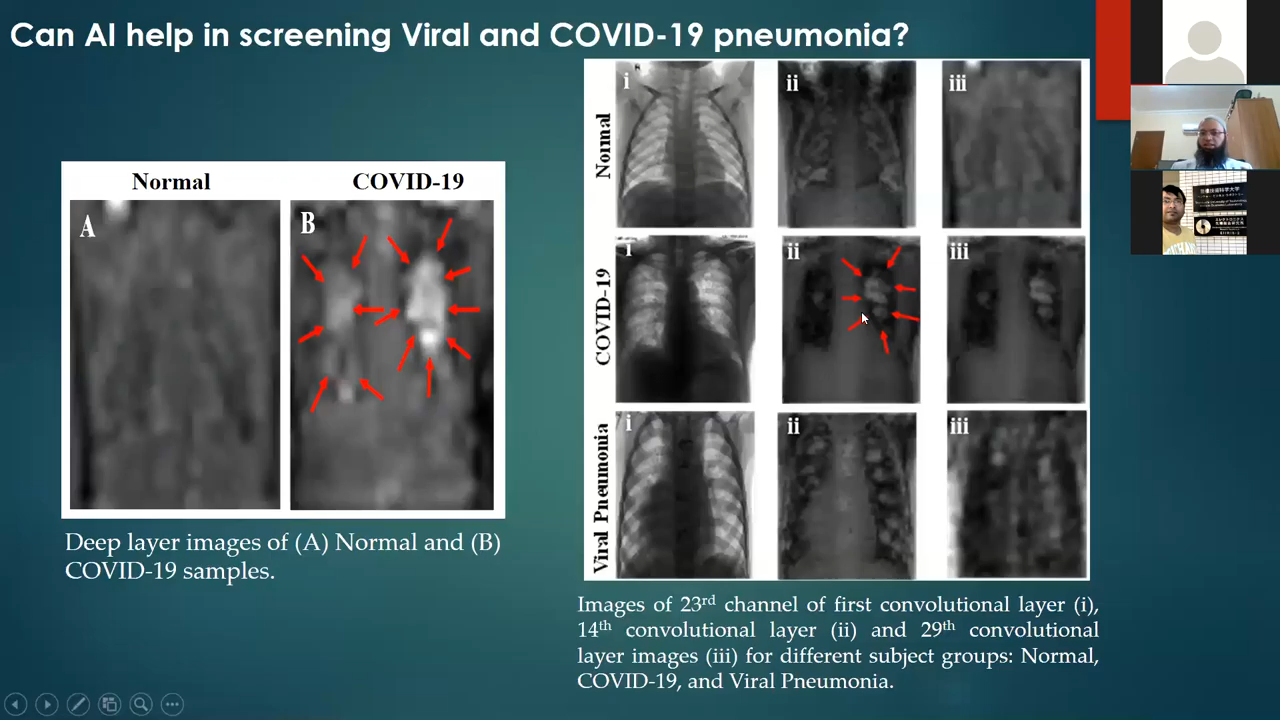 Can AI help in screening Viral and COVID-19 pneumonia?
Normal
COVID-19
A
B
Deep layer images of (A) Normal and (B)
COVID-19 samples.
Normal
i
ii
iii
COVID-19
i
ii
iii
Viral Pneumonia
i
ii
iii
Images of 23rd channel of first convolutional layer (i),
14th convolutional layer (ii) and 29th convolutional
layer images (iii) for different subject groups: Normal,
COVID-19, and Viral Pneumonia.